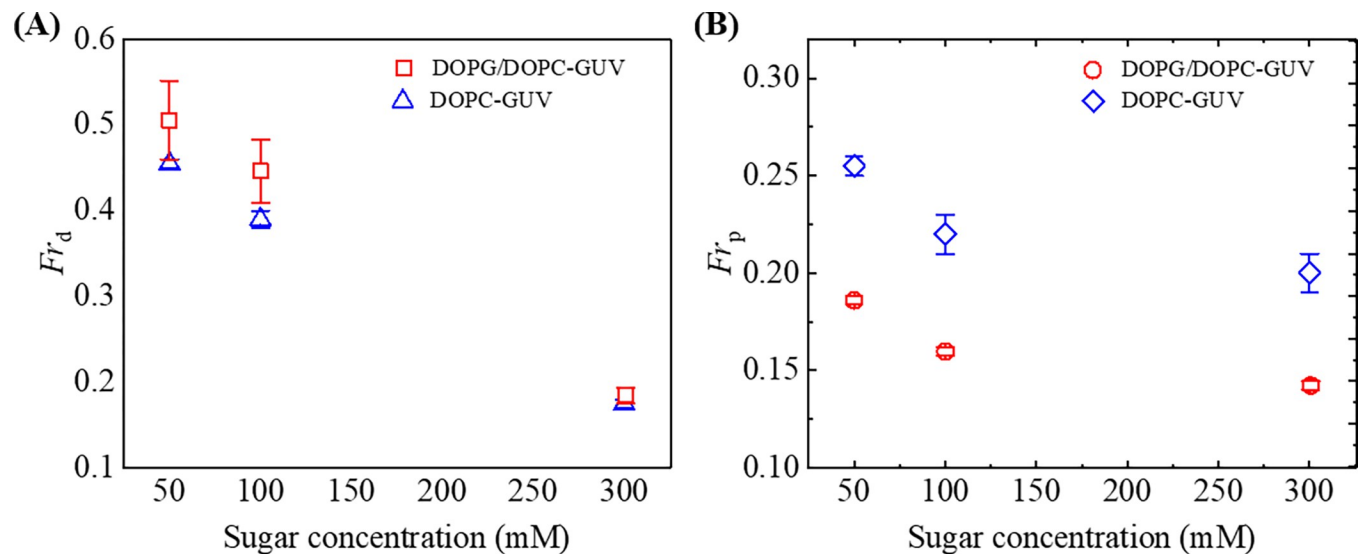 (A)
0.6
0.5
0.4
0.3
0.2
0.1
Fr_d
DOPG/DOPC-GUV
DOPC-GUV
50 100 150 200 250 300
Sugar concentration (mM)
(B)
0.30
0.25
0.20
0.15
0.10
Fr_p
DOPG/DOPC-GUV
DOPC-GUV
50 100 150 200 250 300
Sugar concentration (mM)